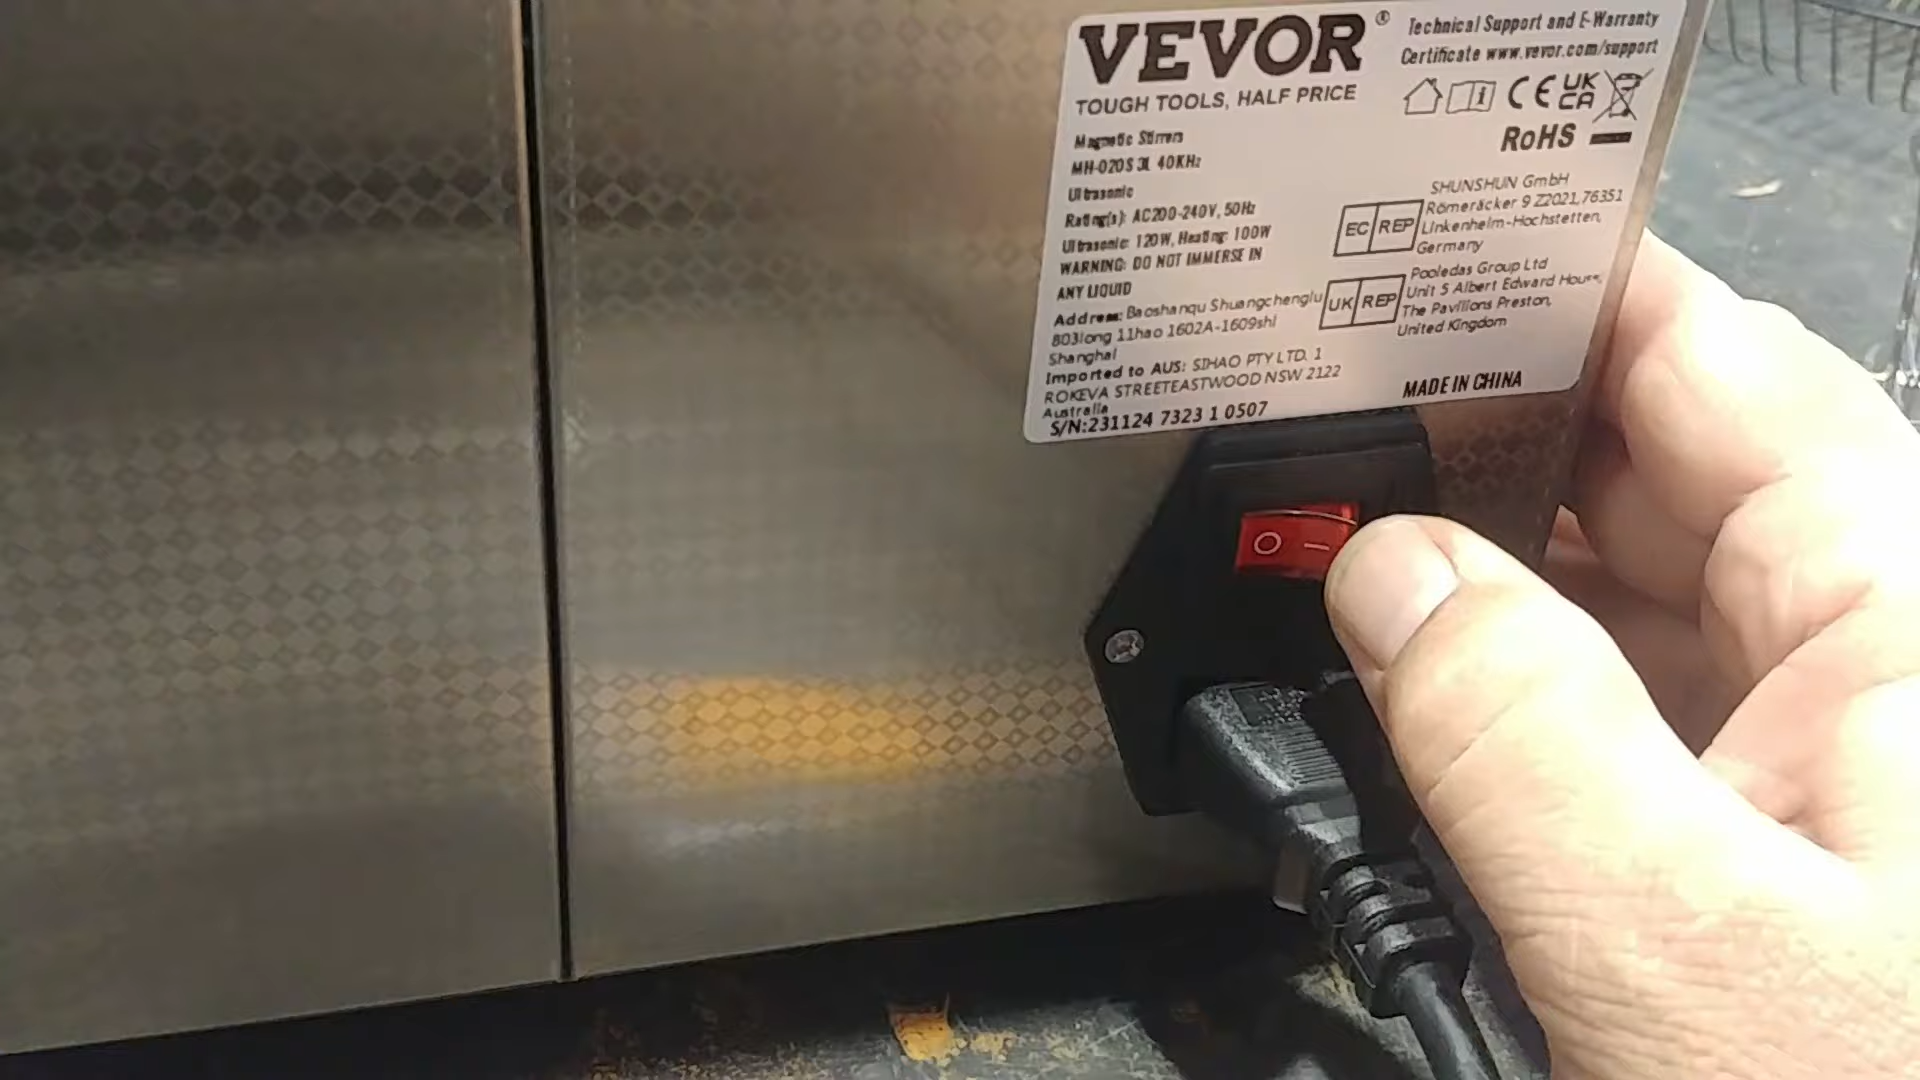 VEVOR®
TOUGH TOOLS, HALF PRICE
Technical Support and E-Warranty
Certificate www.vevor.com/support
CE UK CA
RoHS
Magnetic Stirrers
MH-020S 3L 40KHz
Ultrasonic
Rating(s): AC200-240V, 50Hz
Ultrasonic: 120W, Heating: 100W
WARNING: DO NOT IMMERSE IN
ANY LIQUID
Address: Baoshanqu Shuangchenglu
803long 11hao 1602A-1609shi
Shanghai
Imported to AUS: SIHAO PTY LTD. 1
ROKEVA STREETEASTWOOD NSW 2122
Australia
S/N:231124 7323 1 0507
EC REP
SHUNSHUN GmbH
Römeräcker 9 Z2021,76351
Linkenheim-Hochstetten,
Germany
UK REP
Pooledas Group Ltd
Unit 5 Albert Edward House,
The Pavilions Preston,
United Kingdom
MADE IN CHINA
O –